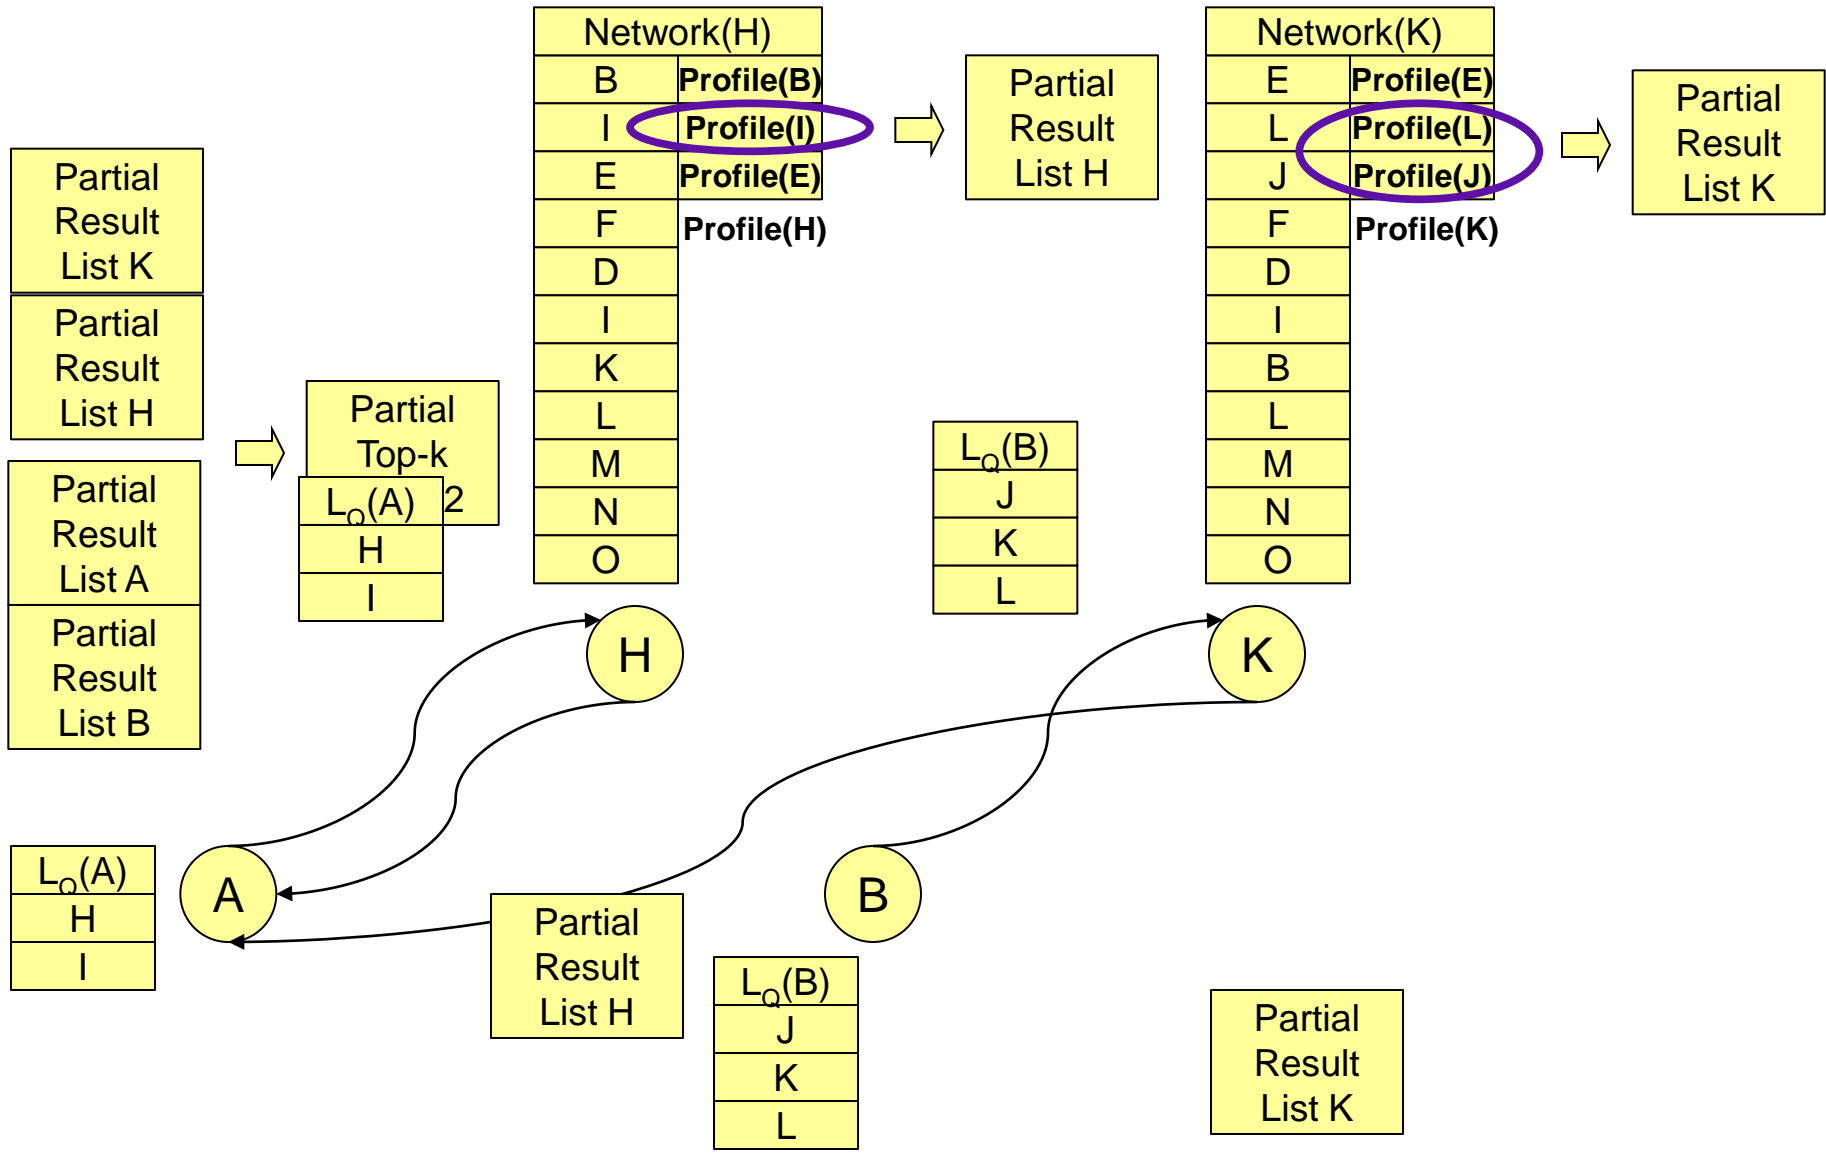 Network(H)
B Profile(B)
I Profile(I)
E Profile(E)
F Profile(H)
D
I
K
L
M
N
O
Partial
Result
List H
Network(K)
E Profile(E)
L Profile(L)
J Profile(J)
F Profile(K)
D
I
B
L
M
N
O
Partial
Result
List K
Partial
Result
List K
Partial
Result
List H
Partial
Result
List A
Partial
Result
List B
Partial
Top-k
2
LQ(A)
H
I
LQ(B)
J
K
L
H
K
A
B
LQ(A)
H
I
Partial
Result
List H
LQ(B)
J
K
L
Partial
Result
List K